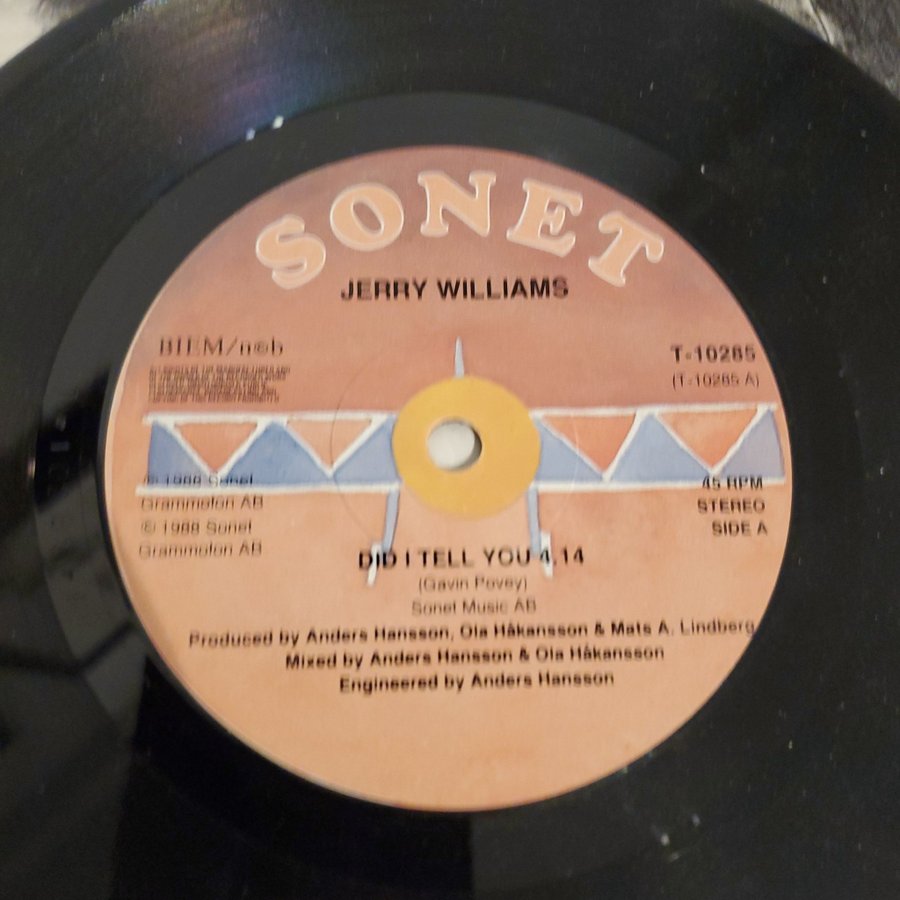 SONET
JERRY WILLIAMS
BIEM/n©b
T-10285
(T-10285 A)
℗ 1988 Sonet
Grammofon AB
© 1988 Sonet
Grammofon AB
45 RPM
STEREO
SIDE A
DID I TELL YOU 4.14
(Gavin Povey)
Sonet Music AB
Produced by Anders Hansson, Ola Håkansson & Mats A. Lindberg
Mixed by Anders Hansson & Ola Håkansson
Engineered by Anders Hansson